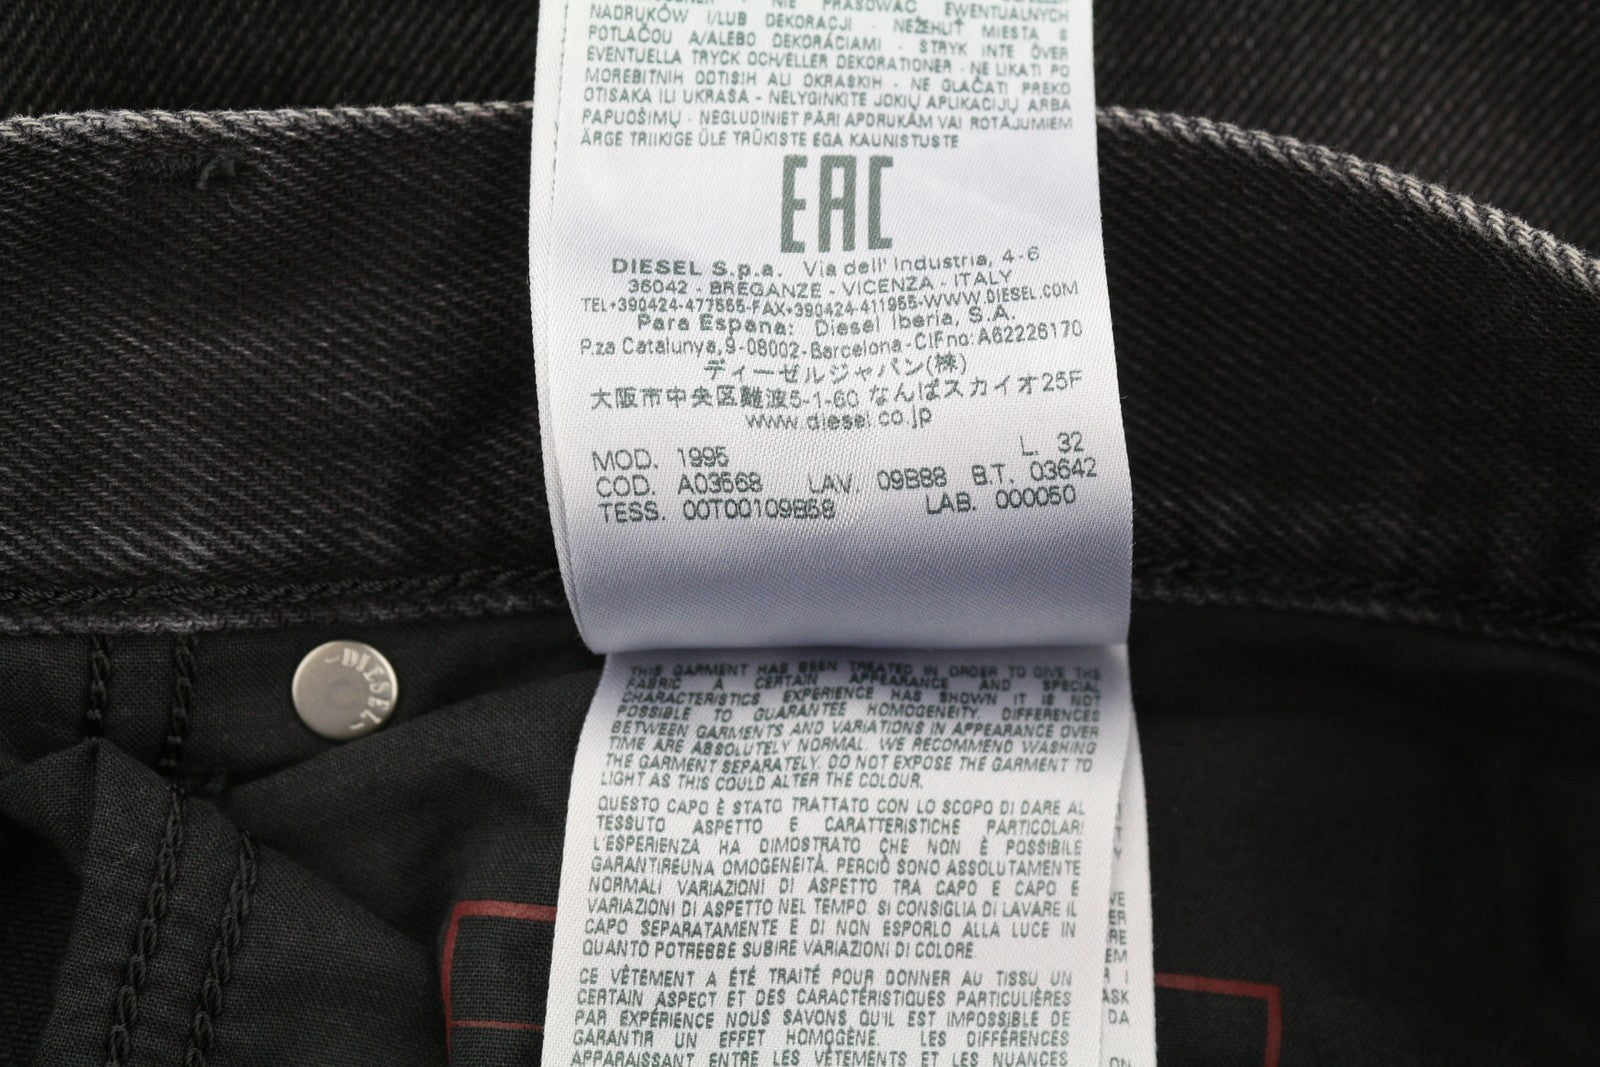 NIE PRASOWAĆ EWENTUALNYCH
NADRUKÓW I/LUB DEKORACJI - NEŽEHLIT MIESTA S
POTLAČOU A/ALEBO DEKORÁCIAMI - STRYK INTE ÖVER
EVENTUELLA TRYCK OCH/ELLER DEKORATIONER - NE LIKATI PO
MOREBITNIH ODTISIH ALI OKRASKIH - NE GLAČATI PREKO
OTISAKA ILI UKRASA - NELYGINKITE JOKIŲ APLIKACIJŲ ARBA
PAPUOŠIMŲ - NEGLUDINIET PĀRI APDRUKĀM VAI ROTĀJUMIEM
ÄRGE TRIIKIGE ÜLE TRÜKISTE EGA KAUNISTUSTE
EAC
DIESEL S.p.a. Via dell' Industria, 4-6
36042 - BREGANZE - VICENZA - ITALY
TEL+390424-477555-FAX+390424-411955-WWW.DIESEL.COM
Para Espana: Diesel Iberia, S.A.
P.za Catalunya,9-08002-Barcelona-CIFno:A62226170
ディーゼルジャパン(株)
大阪市中央区難波5-1-60 なんばスカイオ25F
www.diesel.co.jp
MOD. 1995 L. 32
COD. A03568 LAV. 09B88 B.T. 03642
TESS. 00T00109B68 LAB. 000050
-DIESEL-
THIS GARMENT HAS BEEN TREATED IN ORDER TO GIVE THE
FABRIC A CERTAIN APPEARANCE AND SPECIAL
CHARACTERISTICS EXPERIENCE HAS SHOWN IT IS NOT
POSSIBLE TO GUARANTEE HOMOGENEITY. DIFFERENCES
BETWEEN GARMENTS AND VARIATIONS IN APPEARANCE OVER
TIME ARE ABSOLUTELY NORMAL. WE RECOMMEND WASHING
THE GARMENT SEPARATELY. DO NOT EXPOSE THE GARMENT TO
LIGHT AS THIS COULD ALTER THE COLOUR.
QUESTO CAPO È STATO TRATTATO CON LO SCOPO DI DARE AL
TESSUTO ASPETTO E CARATTERISTICHE PARTICOLARI
L'ESPERIENZA HA DIMOSTRATO CHE NON È POSSIBILE
GARANTIREUNA OMOGENEITÀ. PERCIÒ SONO ASSOLUTAMENTE
NORMALI VARIAZIONI DI ASPETTO TRA CAPO E CAPO E
VARIAZIONI DI ASPETTO NEL TEMPO. SI CONSIGLIA DI LAVARE IL
CAPO SEPARATAMENTE E DI NON ESPORLO ALLA LUCE IN
QUANTO POTREBBE SUBIRE VARIAZIONI DI COLORE.
CE VÊTEMENT A ÉTÉ TRAITÉ POUR DONNER AU TISSU UN
CERTAIN ASPECT ET DES CARACTÉRISTIQUES PARTICULIÈRES
PAR EXPÉRIENCE NOUS SAVONS QU'IL EST IMPOSSIBLE DE
GARANTIR UN EFFET HOMOGÈNE. LES DIFFÉRENCES
APPARAISSANT ENTRE LES VÊTEMENTS ET LES NUANCES